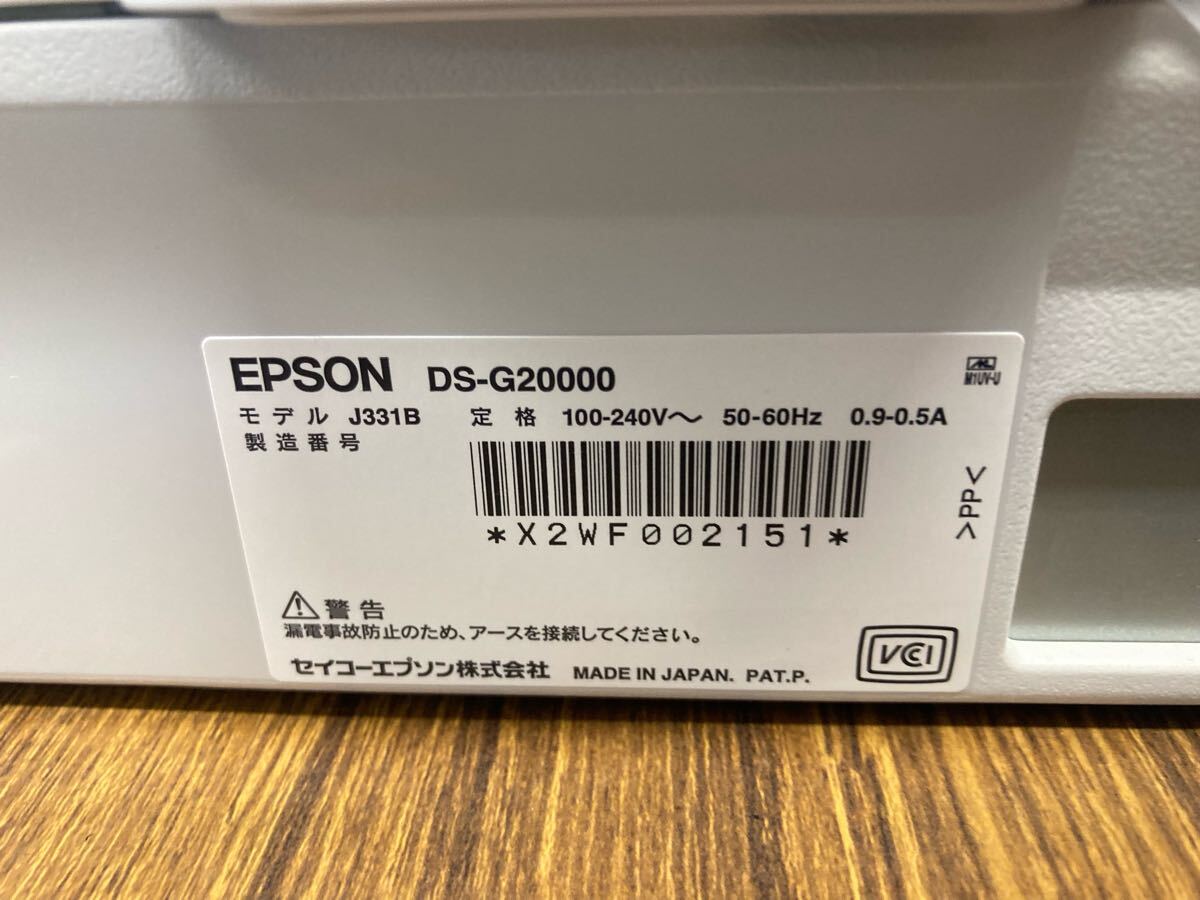 EPSON DS-G20000
モデル J331B 定格 100-240V～ 50-60Hz 0.9-0.5A
製造番号
*X2WF002151*
M1UV-U
>PP<
警告
漏電事故防止のため、アースを接続してください。
セイコーエプソン株式会社 MADE IN JAPAN. PAT.P.
VCCI